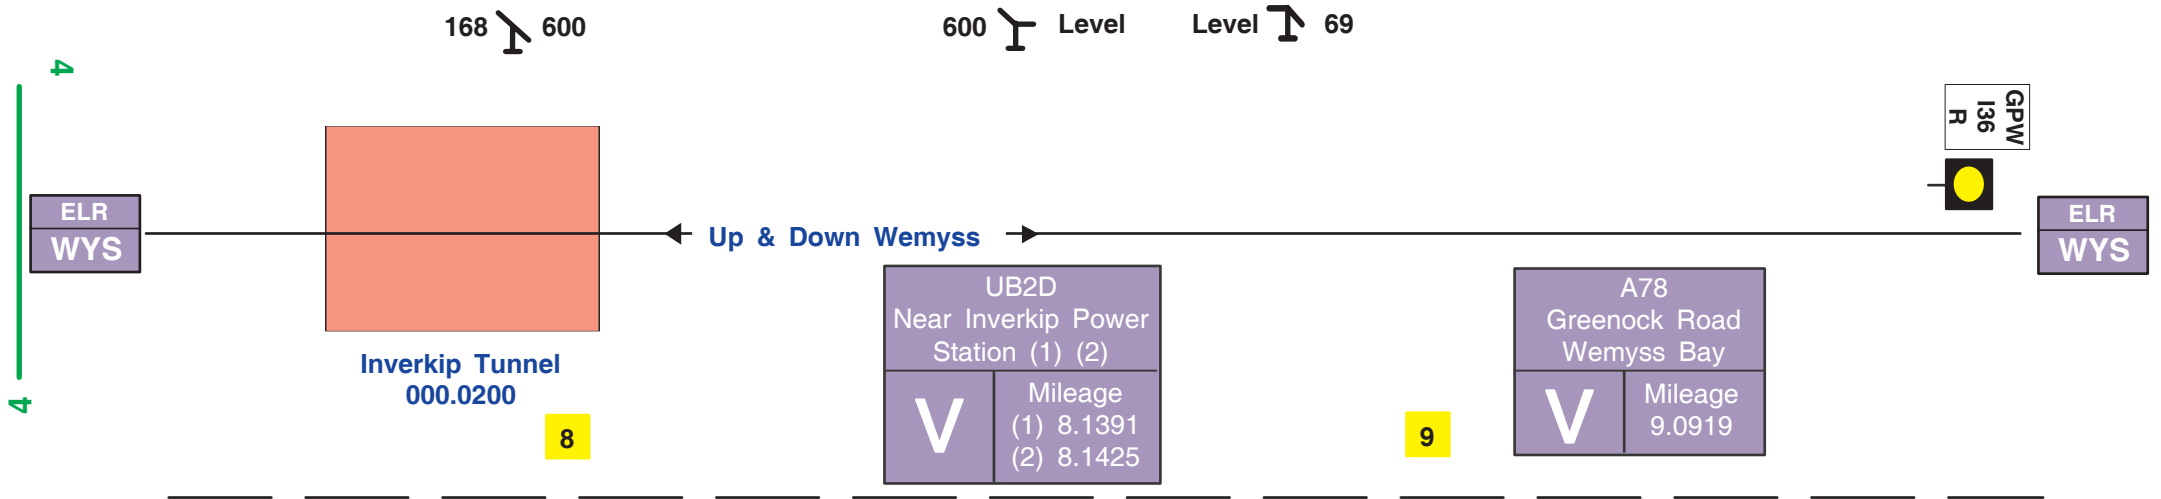 168 600
600 Level
Level 69
4
GPW
I36
R
ELR
WYS
Up & Down Wemyss
ELR
WYS
UB2D
Near Inverkip Power
Station (1) (2)
V
Mileage
(1) 8.1391
(2) 8.1425
A78
Greenock Road
Wemyss Bay
V
Mileage
9.0919
Inverkip Tunnel
000.0200
4
8
9